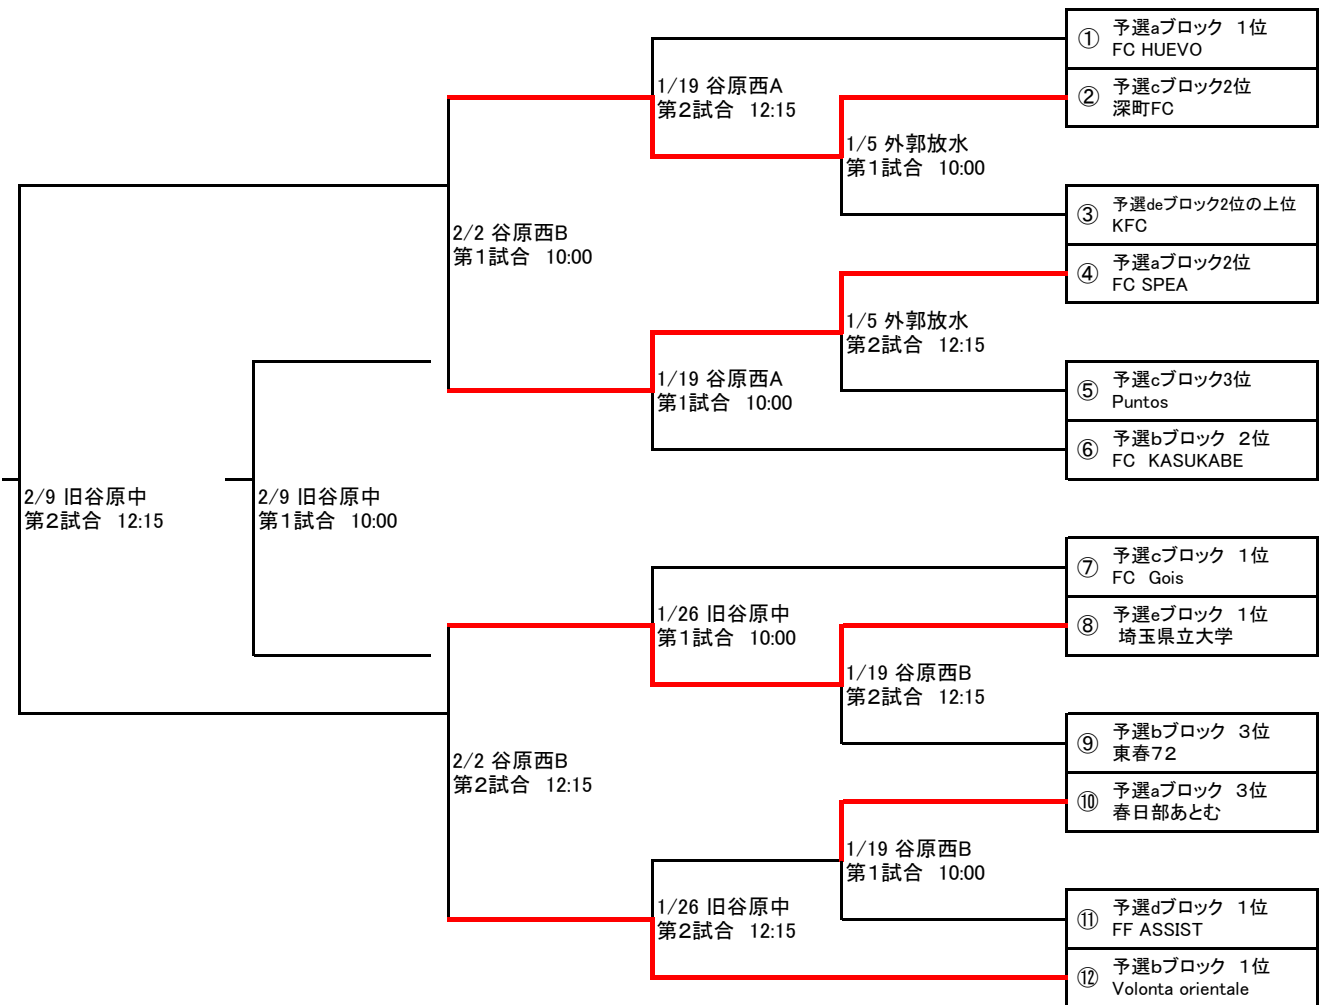 ① 予選aブロック　1位
FC HUEVO
② 予選cブロック2位
深町FC
③ 予選deブロック2位の上位
KFC
④ 予選aブロック2位
FC SPEA
⑤ 予選cブロック3位
Puntos
⑥ 予選bブロック　２位
FC　KASUKABE
⑦ 予選cブロック　1位
FC　Gois
⑧ 予選eブロック　1位
埼玉県立大学
⑨ 予選bブロック　３位
東春７２
⑩ 予選aブロック　３位
春日部あとむ
⑪ 予選dブロック　1位
FF ASSIST
⑫ 予選bブロック　１位
Volonta orientale
1/5 外郭放水
第１試合　10:00
1/5 外郭放水
第２試合　12:15
1/19 谷原西B
第２試合　12:15
1/19 谷原西B
第１試合　10:00
1/19 谷原西A
第２試合　12:15
1/19 谷原西A
第1試合　10:00
1/26 旧谷原中
第１試合　10:00
1/26 旧谷原中
第２試合　12:15
2/2 谷原西B
第１試合　10:00
2/2 谷原西B
第２試合　12:15
2/9 旧谷原中
第１試合　10:00
2/9 旧谷原中
第２試合　12:15